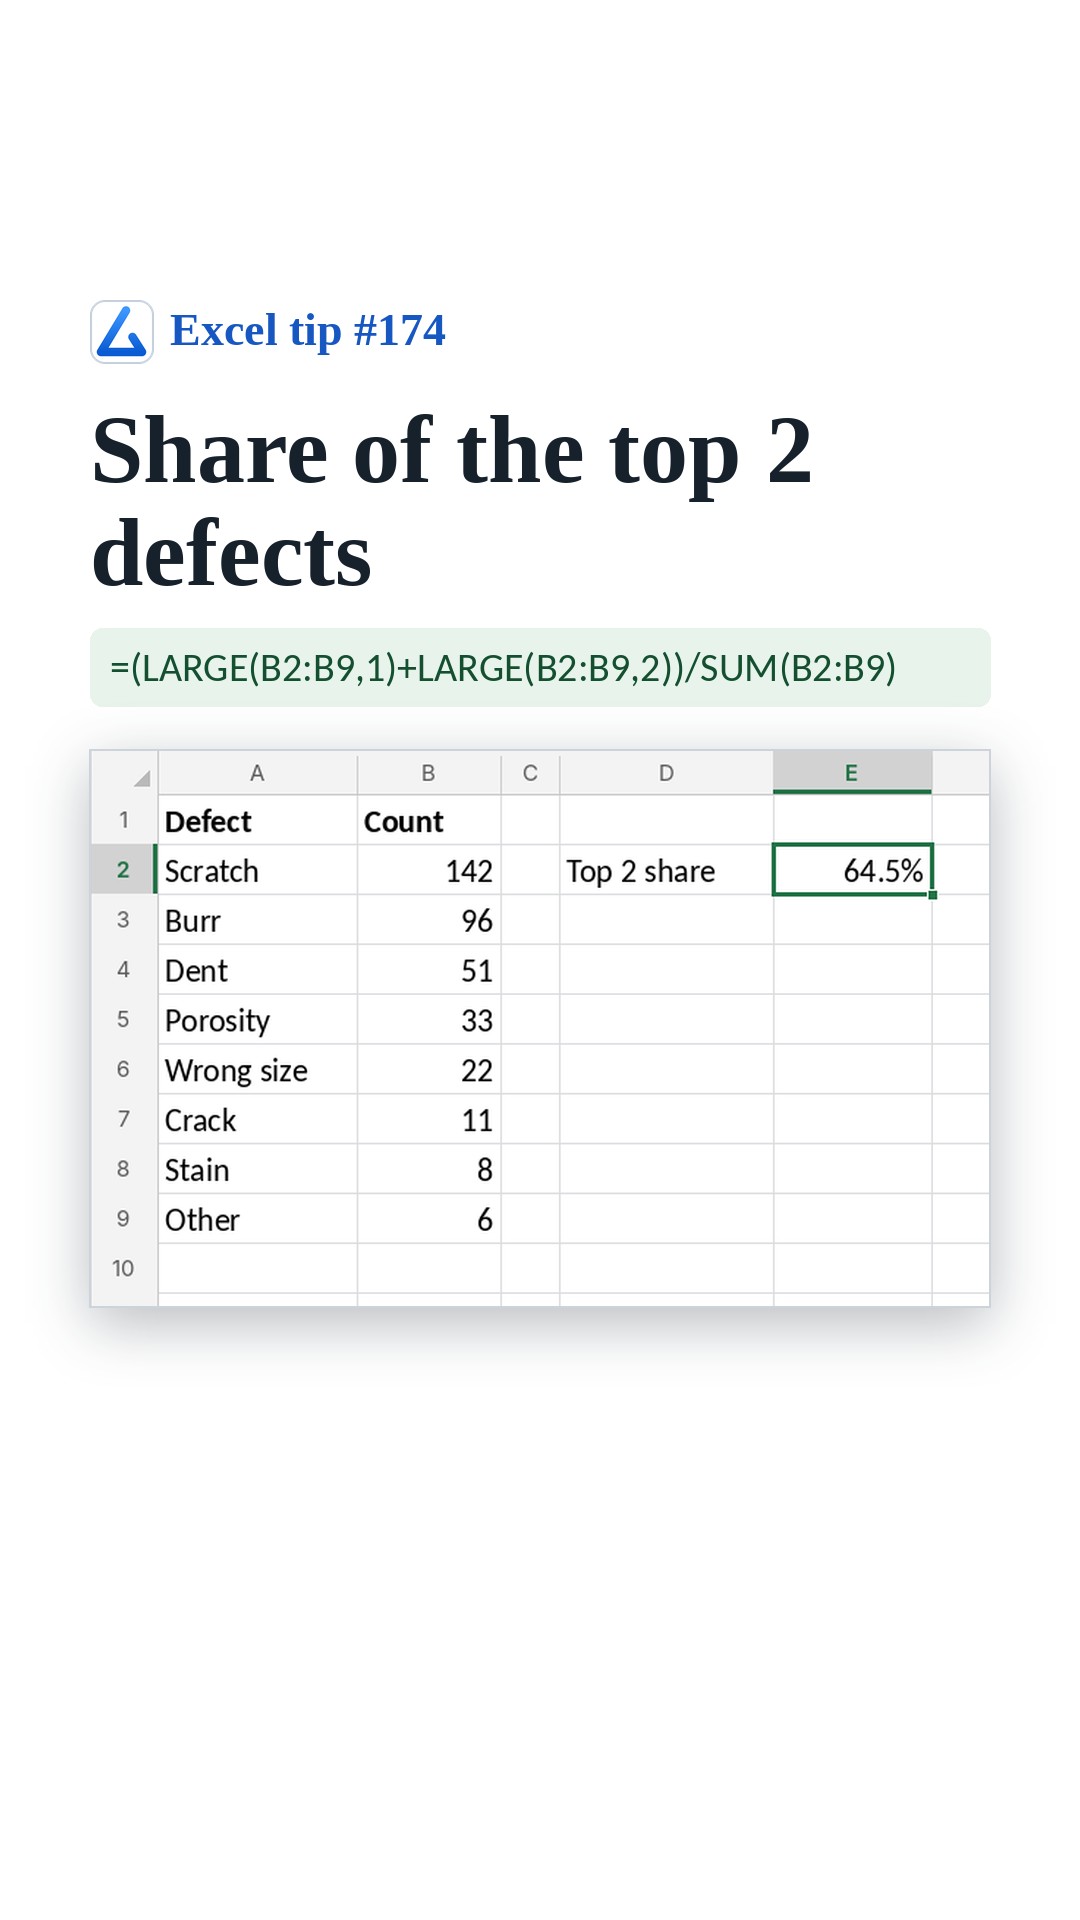 Excel tip #174
Share of the top 2
defects
=(LARGE(B2:B9,1)+LARGE(B2:B9,2))/SUM(B2:B9)
A B C D E
1 Defect Count
2 Scratch 142 Top 2 share 64.5%
3 Burr 96
4 Dent 51
5 Porosity 33
6 Wrong size 22
7 Crack 11
8 Stain 8
9 Other 6
10